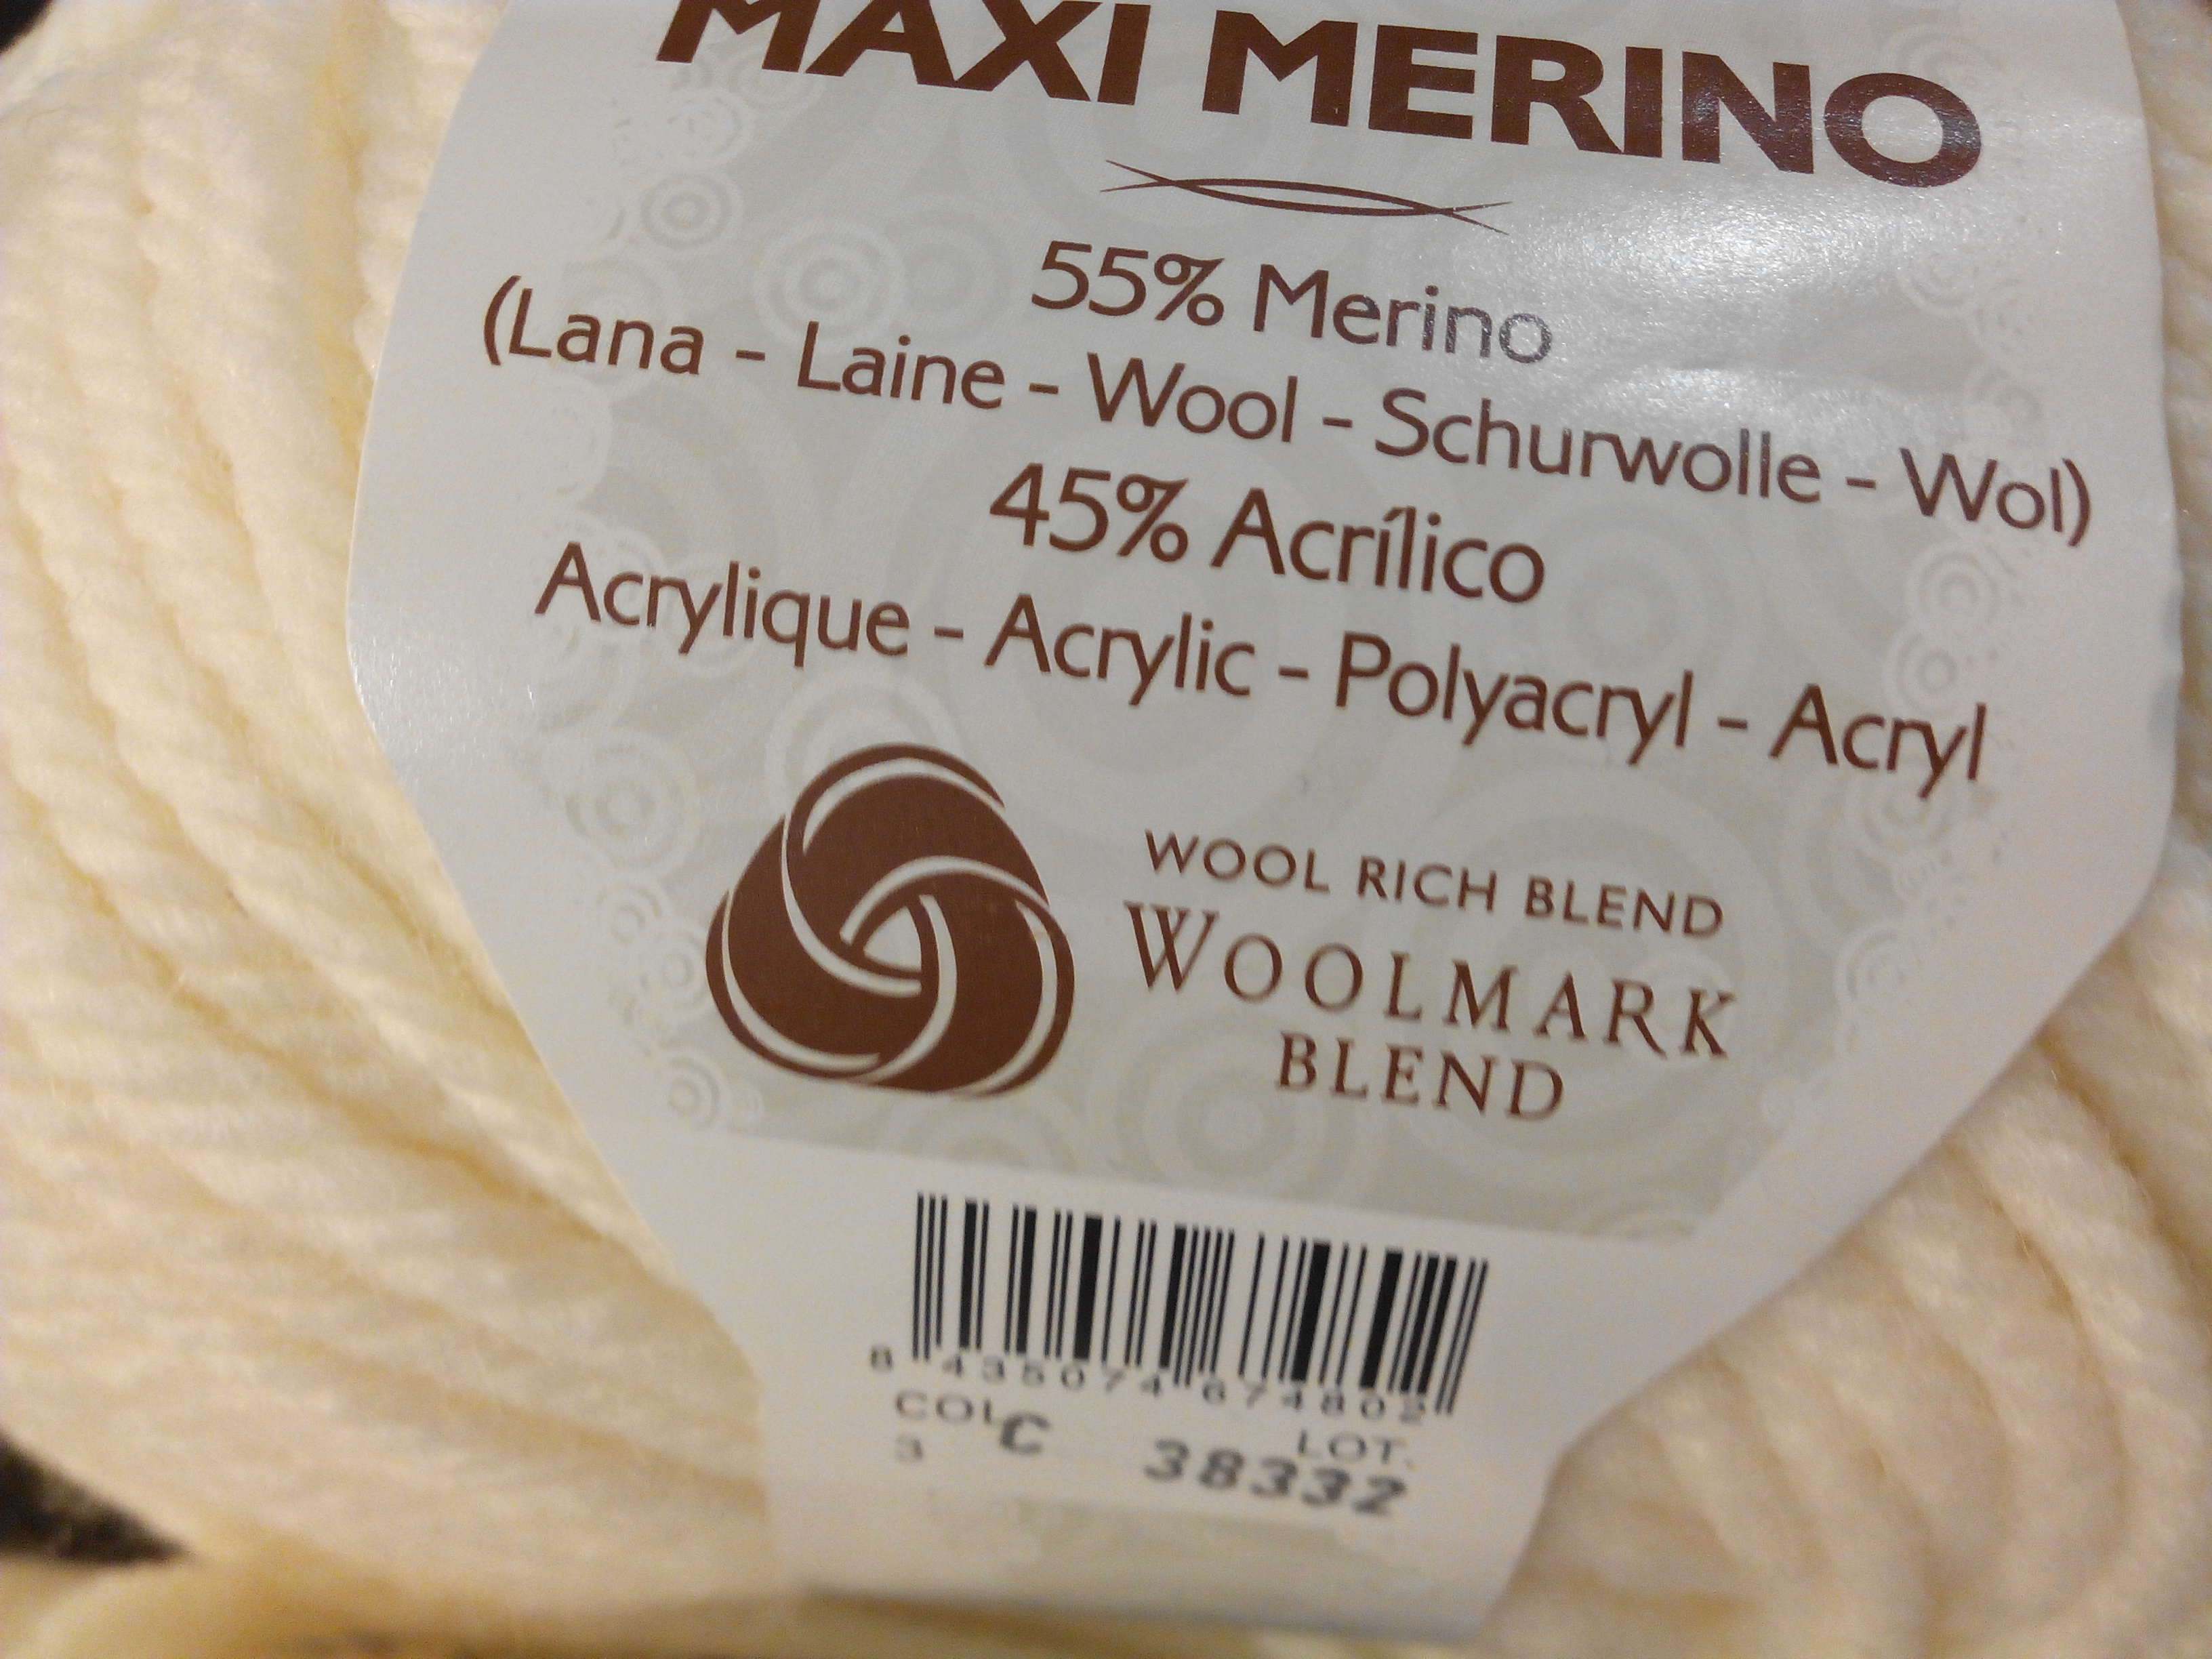 MAXI MERINO
55% Merino
(Lana - Laine - Wool - Schurwolle - Wol)
45% Acrílico
Acrylique - Acrylic - Polyacryl - Acryl
WOOL RICH BLEND
WOOLMARK
BLEND
8 435074 674802
COL C LOT.
3 38332